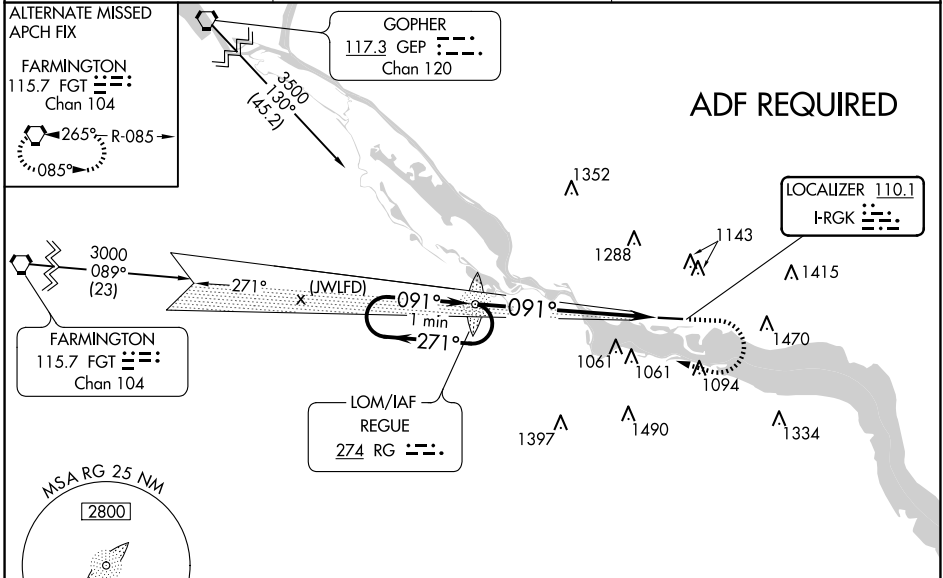 ALTERNATE MISSED
APCH FIX
FARMINGTON
115.7 FGT
Chan 104
265°
R-085
085°
GOPHER
117.3 GEP
Chan 120
3500
130°
(45.2)
ADF REQUIRED
LOCALIZER 110.1
I-RGK
1352
1288
1143
1415
3000
089°
(23)
271°
x (JWLFD)
091°
1 min
271°
091°
FARMINGTON
115.7 FGT
Chan 104
1470
1061
1061
1094
LOM/IAF
REGUE
274 RG
1397
1490
1334
MSA RG 25 NM
2800